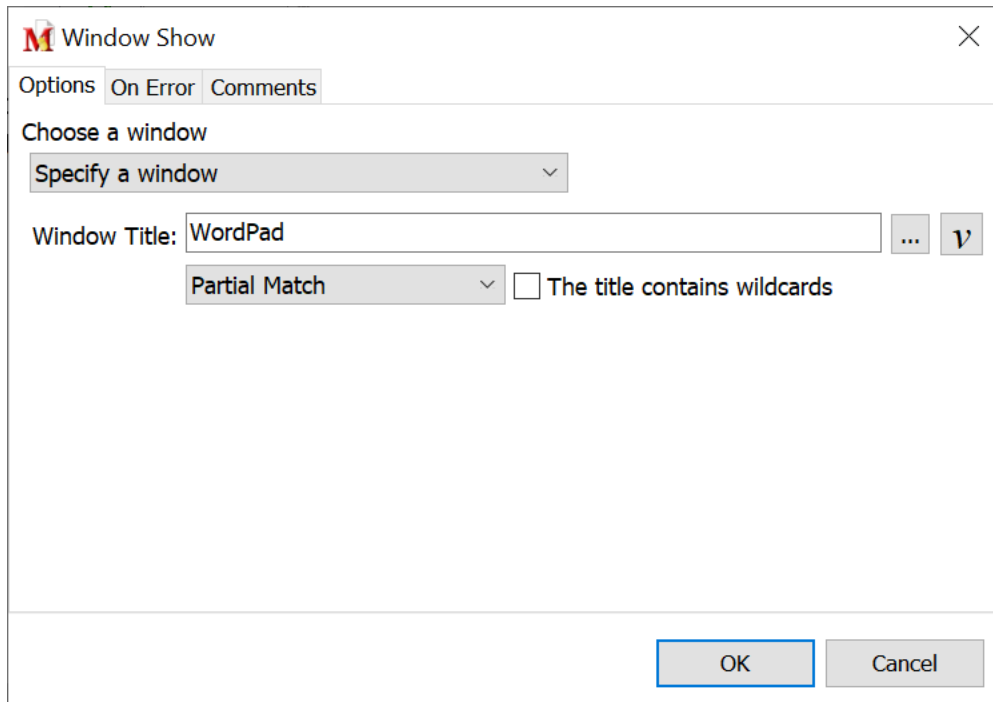 Window Show
Options On Error Comments
Choose a window
Specify a window
Window Title: WordPad ... v
Partial Match The title contains wildcards
OK Cancel